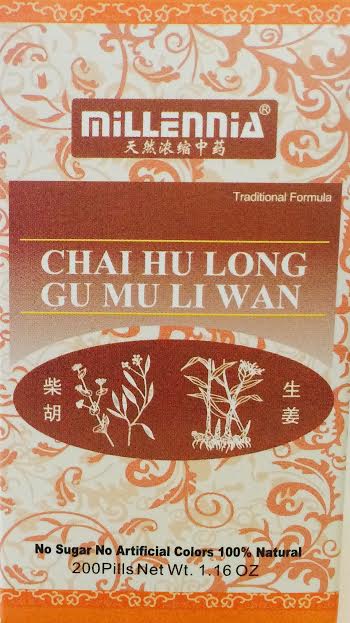 MiLLENNiA®
天然浓缩中药
Traditional Formula
CHAI HU LONG
GU MU LI WAN
柴胡
生姜
No Sugar No Artificial Colors 100% Natural
200Pills Net Wt. 1.16 OZ